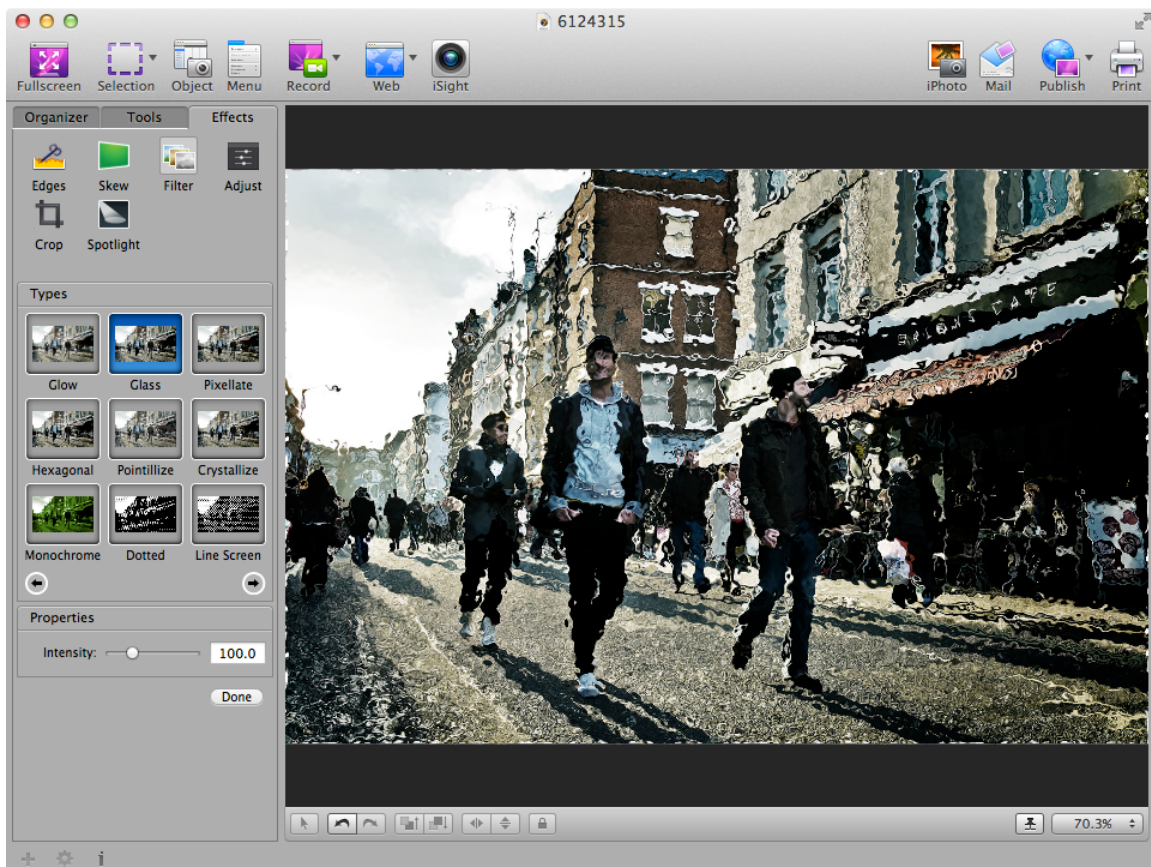 6124315
Fullscreen Selection Object Menu Record Web iSight iPhoto Mail Publish Print
Organizer Tools Effects
Edges Skew Filter Adjust
Crop Spotlight
Types
Glow Glass Pixellate
Hexagonal Pointillize Crystallize
Monochrome Dotted Line Screen
Properties
Intensity: 100.0
Done
CAFE
70.3%